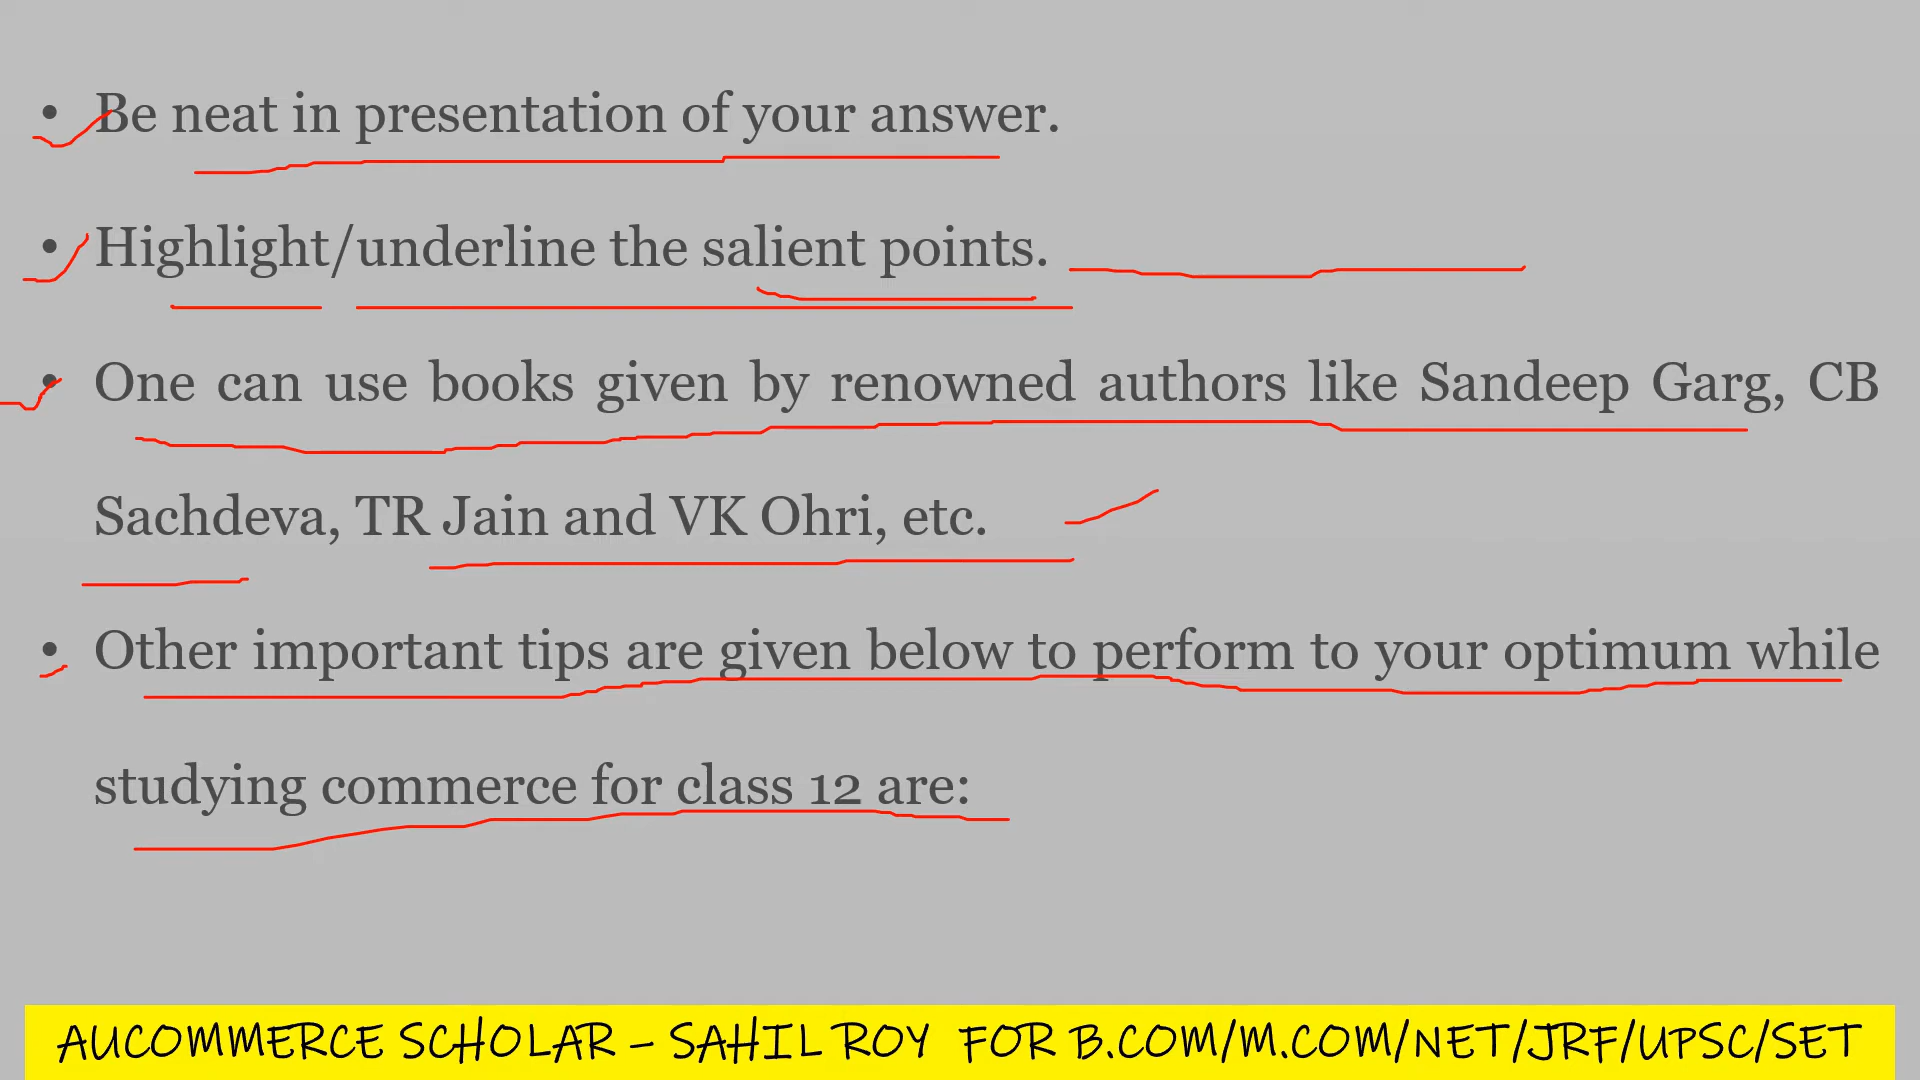 • Be neat in presentation of your answer.
• Highlight/underline the salient points.
• One can use books given by renowned authors like Sandeep Garg, CB
Sachdeva, TR Jain and VK Ohri, etc.
• Other important tips are given below to perform to your optimum while
studying commerce for class 12 are:
AUCOMMERCE SCHOLAR – SAHIL ROY FOR B.COM/M.COM/NET/JRF/UPSC/SET